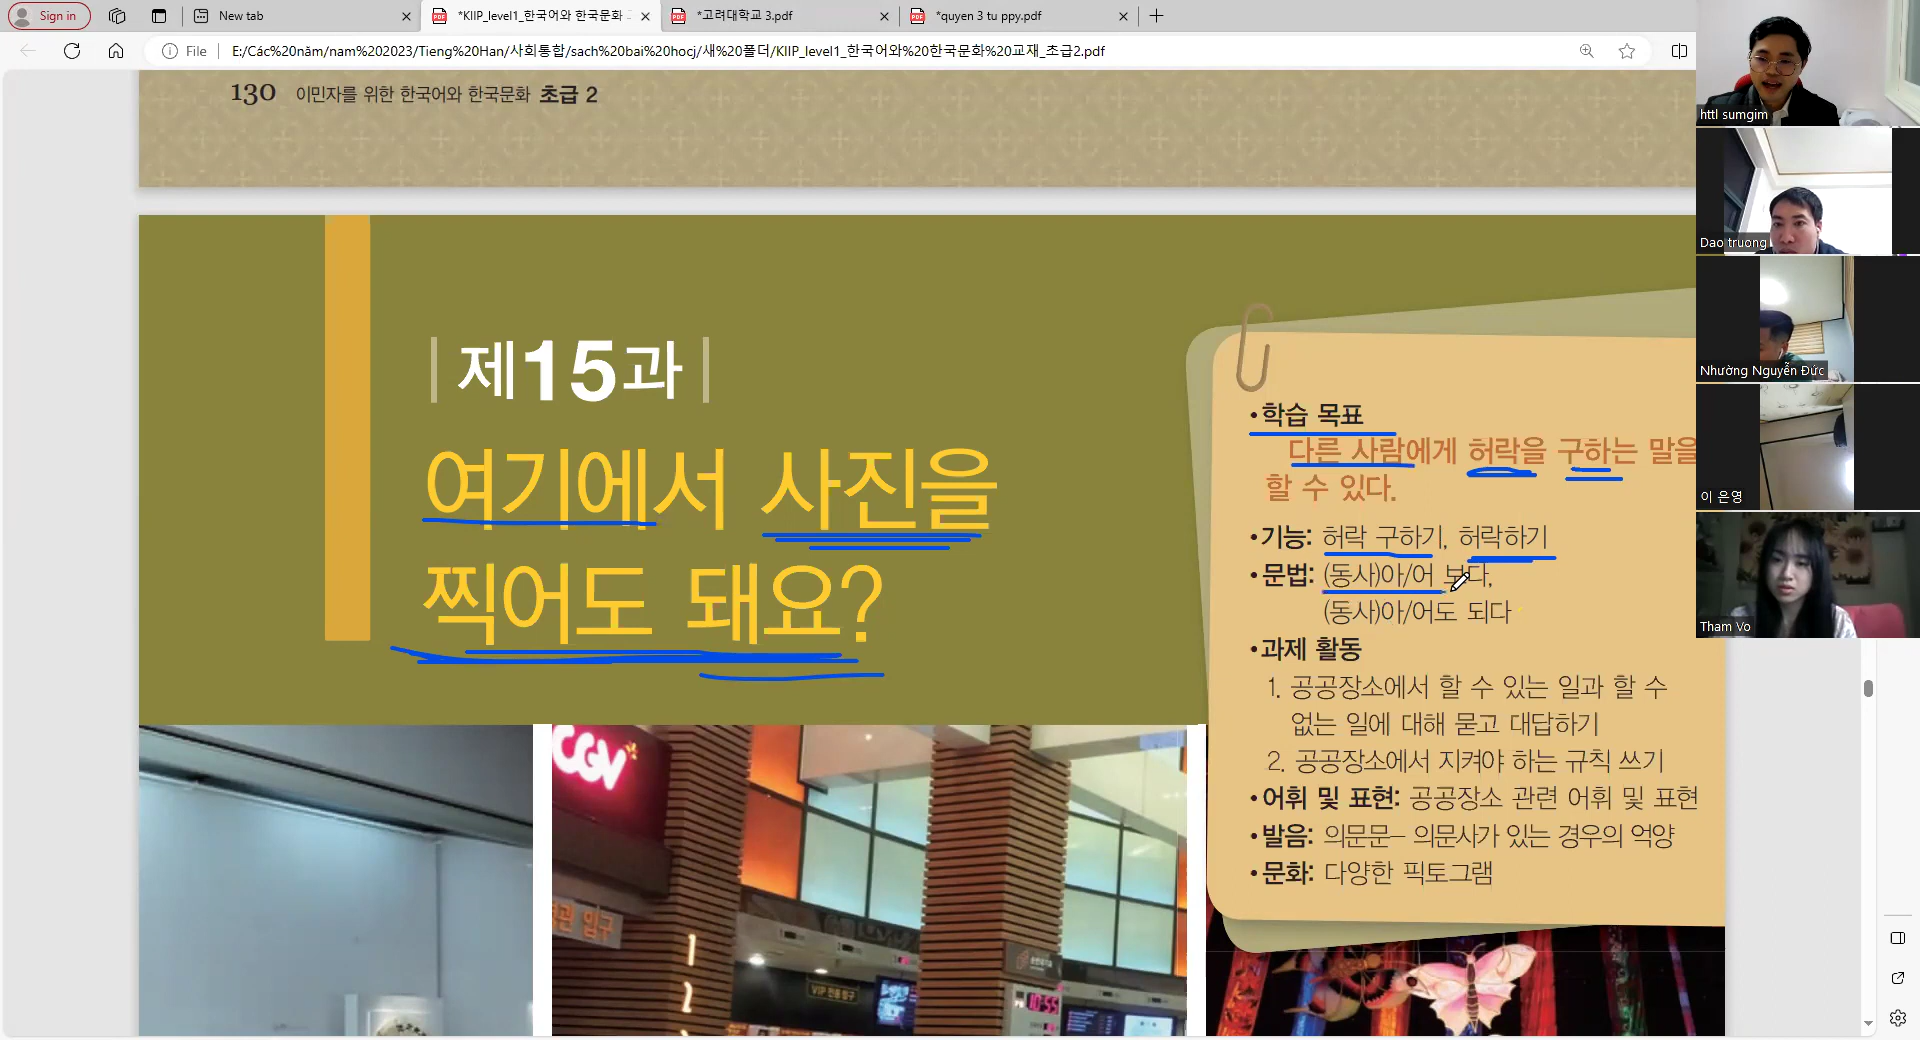 Sign in
New tab
*KIIP_level1_한국어와 한국문화
*고려대학교 3.pdf
*quyen 3 tu ppy.pdf
File
E:/Các%20năm/nam%202023/Tieng%20Han/사회통합/sach%20bai%20hocj/새%20폴더/KIIP_level1_한국어와%20한국문화%20교재_초급2.pdf
130 이민자를 위한 한국어와 한국문화 초급 2
제15과
여기에서 사진을
찍어도 돼요?
•학습 목표
다른 사람에게 허락을 구하는 말을
할 수 있다.
•기능: 허락 구하기, 허락하기
•문법: (동사)아/어 보다,
(동사)아/어도 되다
•과제 활동
1. 공공장소에서 할 수 있는 일과 할 수
없는 일에 대해 묻고 대답하기
2. 공공장소에서 지켜야 하는 규칙 쓰기
•어휘 및 표현: 공공장소 관련 어휘 및 표현
•발음: 의문문– 의문사가 있는 경우의 억양
•문화: 다양한 픽토그램
CGV
관 입구
1
2
VIP 전용 입구
10:55
httl sumgim
Dao truong
Nhường Nguyễn Đức
이 은영
Tham Vo